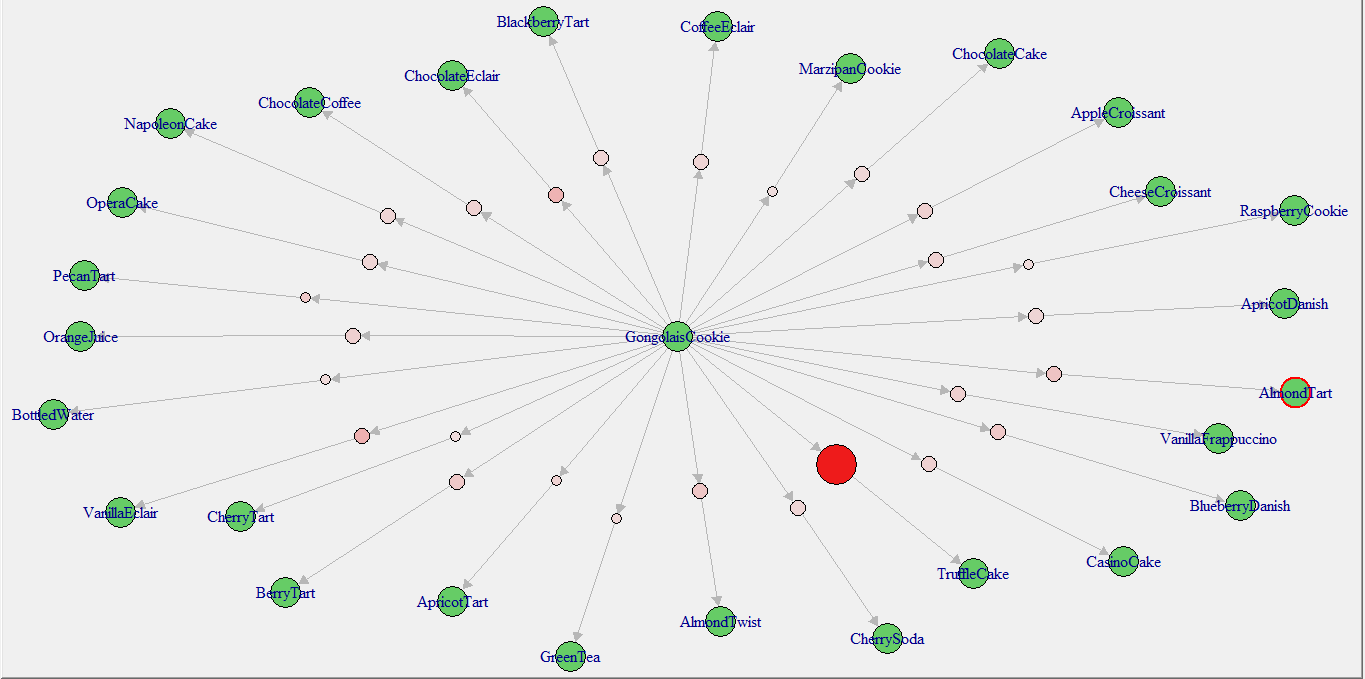 BlackberryTart
CoffeeEclair
ChocolateCake
MarzipanCookie
ChocolateEclair
ChocolateCoffee
AppleCroissant
NapoleonCake
CheeseCroissant
OperaCake
RaspberryCookie
PecanTart
ApricotDanish
OrangeJuice
GongolaisCookie
AlmondTart
BottledWater
VanillaFrappuccino
BlueberryDanish
VanillaEclair
CherryTart
CasinoCake
TruffleCake
BerryTart
ApricotTart
AlmondTwist
CherrySoda
GreenTea